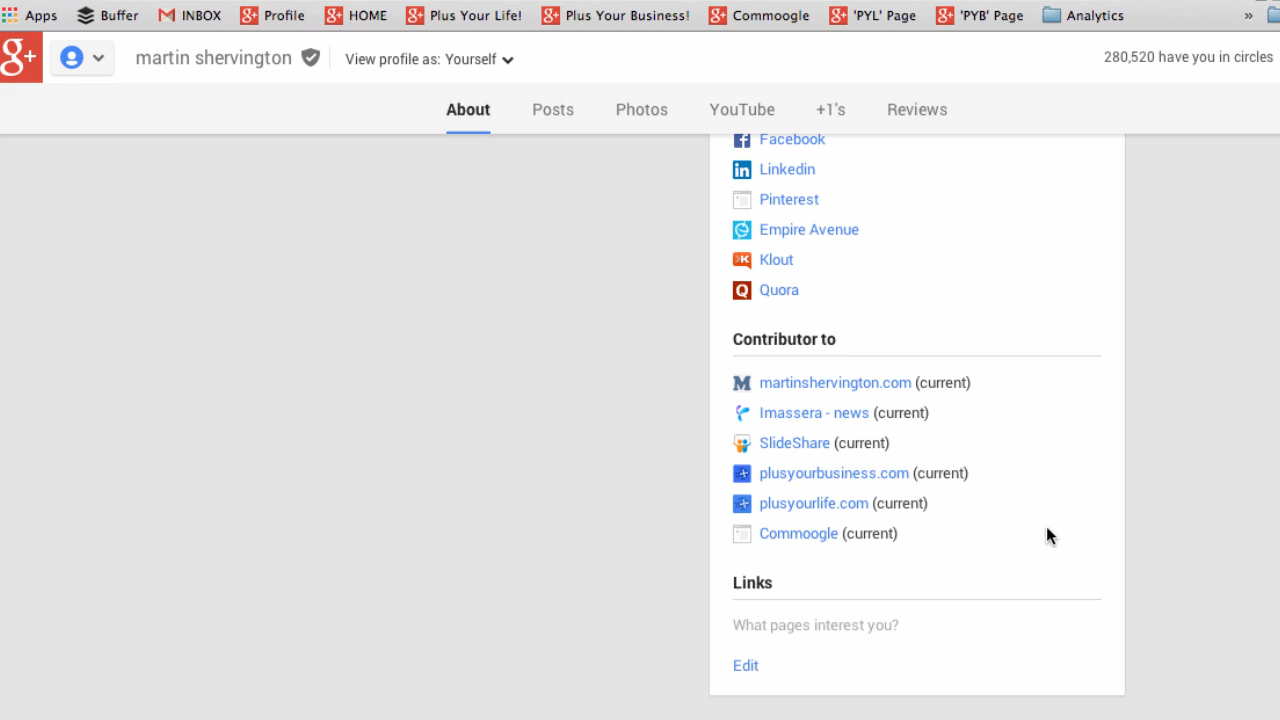 Apps Buffer INBOX Profile HOME Plus Your Life! Plus Your Business! Commoogle 'PYL' Page 'PYB' Page Analytics »
g+ martin shervington View profile as: Yourself 280,520 have you in circles
About Posts Photos YouTube +1's Reviews
Facebook
Linkedin
Pinterest
Empire Avenue
Klout
Quora
Contributor to
martinshervington.com (current)
Imassera - news (current)
SlideShare (current)
plusyourbusiness.com (current)
plusyourlife.com (current)
Commoogle (current)
Links
What pages interest you?
Edit